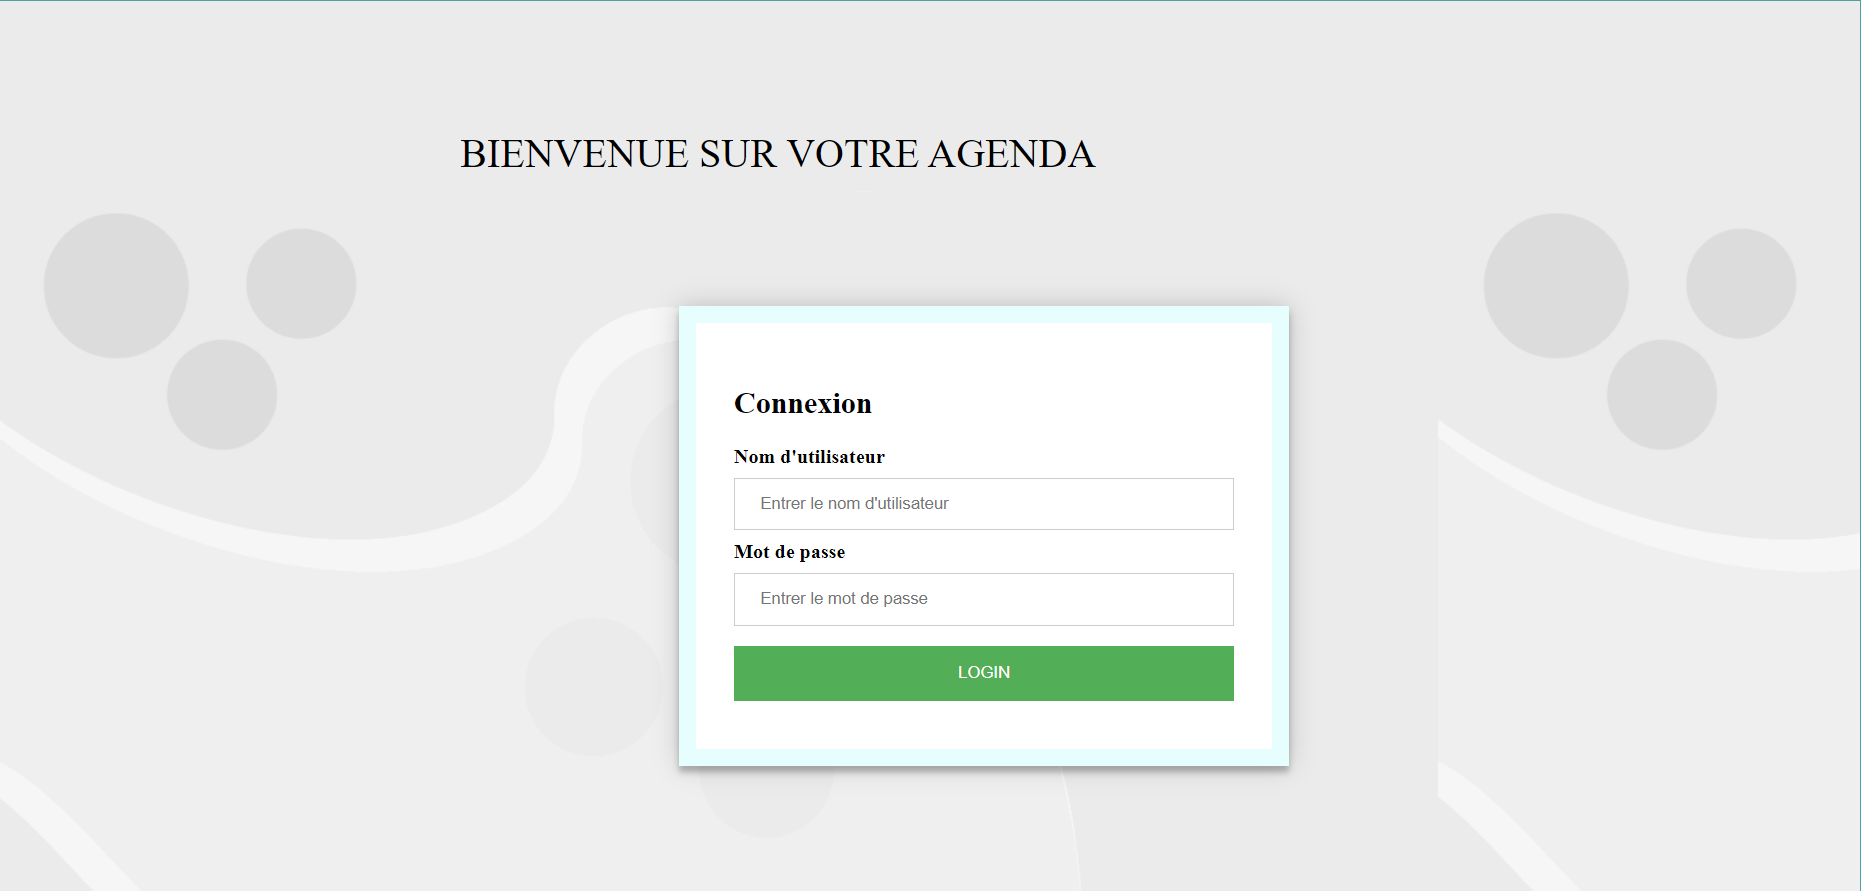 BIENVENUE SUR VOTRE AGENDA
Connexion
Nom d'utilisateur
Entrer le nom d'utilisateur
Mot de passe
Entrer le mot de passe
LOGIN